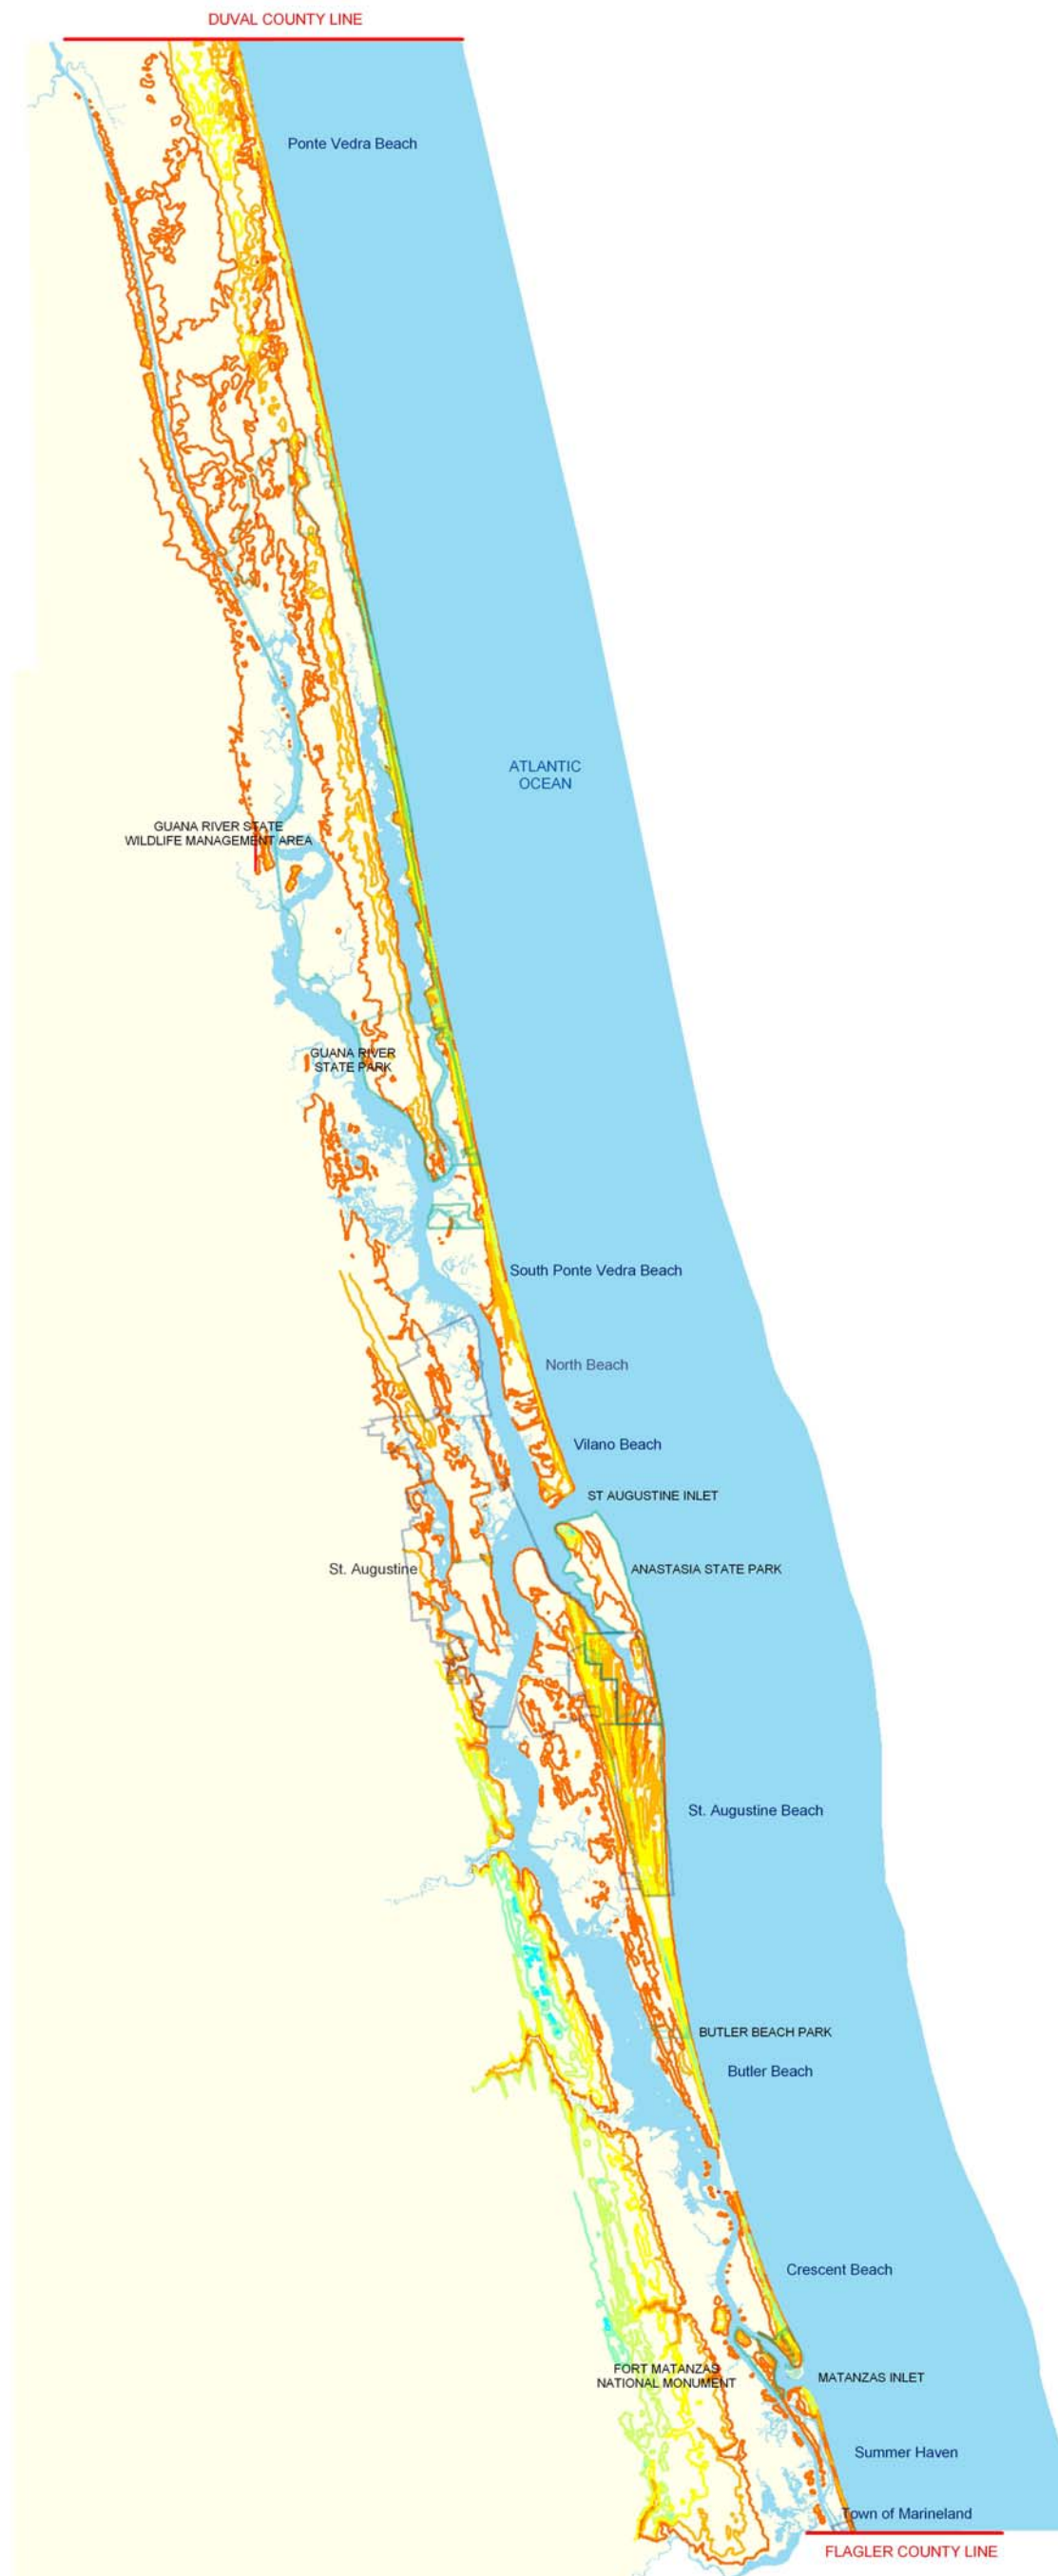 DUVAL COUNTY LINE
Ponte Vedra Beach
ATLANTIC
OCEAN
GUANA RIVER STATE
WILDLIFE MANAGEMENT AREA
GUANA RIVER
STATE PARK
South Ponte Vedra Beach
North Beach
Vilano Beach
ST AUGUSTINE INLET
St. Augustine
ANASTASIA STATE PARK
St. Augustine Beach
BUTLER BEACH PARK
Butler Beach
Crescent Beach
FORT MATANZAS
NATIONAL MONUMENT
MATANZAS INLET
Summer Haven
Town of Marineland
FLAGLER COUNTY LINE